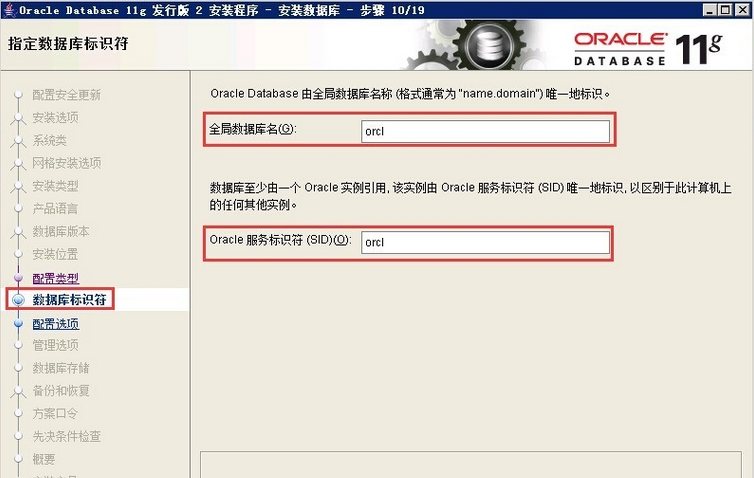 Oracle Database 11g 发行版 2 安装程序 - 安装数据库 - 步骤 10/19
指定数据库标识符
ORACLE
DATABASE
11g
配置安全更新
安装选项
系统类
网格安装选项
安装类型
产品语言
数据库版本
安装位置
配置类型
数据库标识符
配置选项
管理选项
数据库存储
备份和恢复
方案口令
先决条件检查
概要
Oracle Database 由全局数据库名称 (格式通常为 "name.domain") 唯一地标识。
全局数据库名(G): orcl
数据库至少由一个 Oracle 实例引用, 该实例由 Oracle 服务标识符 (SID) 唯一地标识, 以区别于此计算机上
的任何其他实例。
Oracle 服务标识符 (SID)(O): orcl